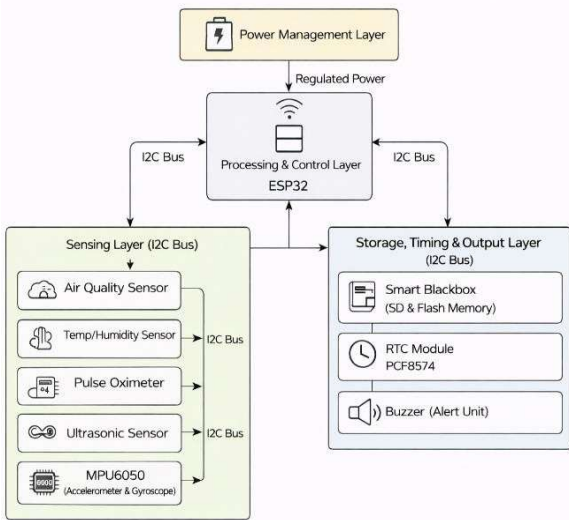 Power Management Layer
Regulated Power
Processing & Control Layer
ESP32
I2C Bus
I2C Bus
Sensing Layer (I2C Bus)
Air Quality Sensor
Temp/Humidity Sensor
I2C Bus
Pulse Oximeter
Ultrasonic Sensor
I2C Bus
MPU6050
(Accelerometer & Gyroscope)
Storage, Timing & Output Layer
(I2C Bus)
Smart Blackbox
(SD & Flash Memory)
RTC Module
PCF8574
Buzzer (Alert Unit)